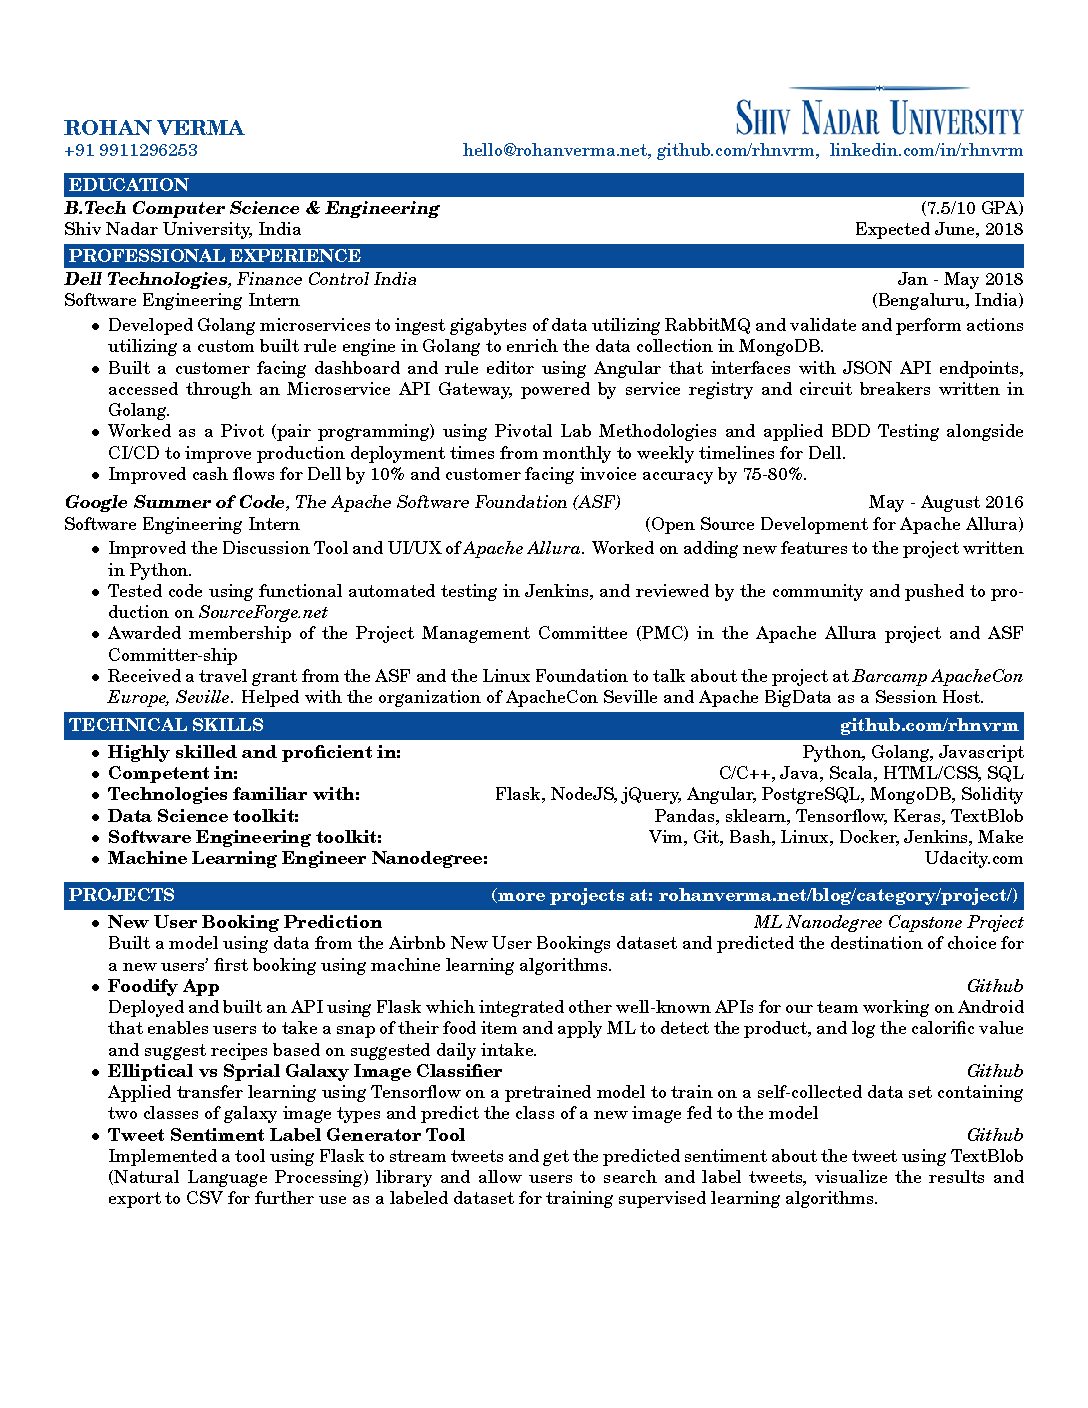 SHIV NADAR UNIVERSITY
ROHAN VERMA
+91 9911296253 hello@rohanverma.net, github.com/rhnvrm, linkedin.com/in/rhnvrm
EDUCATION
B.Tech Computer Science & Engineering (7.5/10 GPA)
Shiv Nadar University, India Expected June, 2018
PROFESSIONAL EXPERIENCE
Dell Technologies, Finance Control India Jan - May 2018
Software Engineering Intern (Bengaluru, India)
• Developed Golang microservices to ingest gigabytes of data utilizing RabbitMQ and validate and perform actions
utilizing a custom built rule engine in Golang to enrich the data collection in MongoDB.
• Built a customer facing dashboard and rule editor using Angular that interfaces with JSON API endpoints,
accessed through an Microservice API Gateway, powered by service registry and circuit breakers written in
Golang.
• Worked as a Pivot (pair programming) using Pivotal Lab Methodologies and applied BDD Testing alongside
CI/CD to improve production deployment times from monthly to weekly timelines for Dell.
• Improved cash flows for Dell by 10% and customer facing invoice accuracy by 75-80%.
Google Summer of Code, The Apache Software Foundation (ASF) May - August 2016
Software Engineering Intern (Open Source Development for Apache Allura)
• Improved the Discussion Tool and UI/UX of Apache Allura. Worked on adding new features to the project written
in Python.
• Tested code using functional automated testing in Jenkins, and reviewed by the community and pushed to pro-
duction on SourceForge.net
• Awarded membership of the Project Management Committee (PMC) in the Apache Allura project and ASF
Committer-ship
• Received a travel grant from the ASF and the Linux Foundation to talk about the project at Barcamp ApacheCon
Europe, Seville. Helped with the organization of ApacheCon Seville and Apache BigData as a Session Host.
TECHNICAL SKILLS github.com/rhnvrm
• Highly skilled and proficient in: Python, Golang, Javascript
• Competent in: C/C++, Java, Scala, HTML/CSS, SQL
• Technologies familiar with: Flask, NodeJS, jQuery, Angular, PostgreSQL, MongoDB, Solidity
• Data Science toolkit: Pandas, sklearn, Tensorflow, Keras, TextBlob
• Software Engineering toolkit: Vim, Git, Bash, Linux, Docker, Jenkins, Make
• Machine Learning Engineer Nanodegree: Udacity.com
PROJECTS (more projects at: rohanverma.net/blog/category/project/)
• New User Booking Prediction ML Nanodegree Capstone Project
Built a model using data from the Airbnb New User Bookings dataset and predicted the destination of choice for
a new users' first booking using machine learning algorithms.
• Foodify App Github
Deployed and built an API using Flask which integrated other well-known APIs for our team working on Android
that enables users to take a snap of their food item and apply ML to detect the product, and log the calorific value
and suggest recipes based on suggested daily intake.
• Elliptical vs Sprial Galaxy Image Classifier Github
Applied transfer learning using Tensorflow on a pretrained model to train on a self-collected data set containing
two classes of galaxy image types and predict the class of a new image fed to the model
• Tweet Sentiment Label Generator Tool Github
Implemented a tool using Flask to stream tweets and get the predicted sentiment about the tweet using TextBlob
(Natural Language Processing) library and allow users to search and label tweets, visualize the results and
export to CSV for further use as a labeled dataset for training supervised learning algorithms.